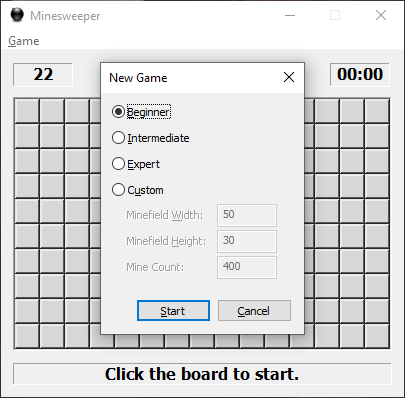 Minesweeper
Game
22
00:00
New Game
Beginner
Intermediate
Expert
Custom
Minefield Width: 50
Minefield Height: 30
Mine Count: 400
Start Cancel
Click the board to start.